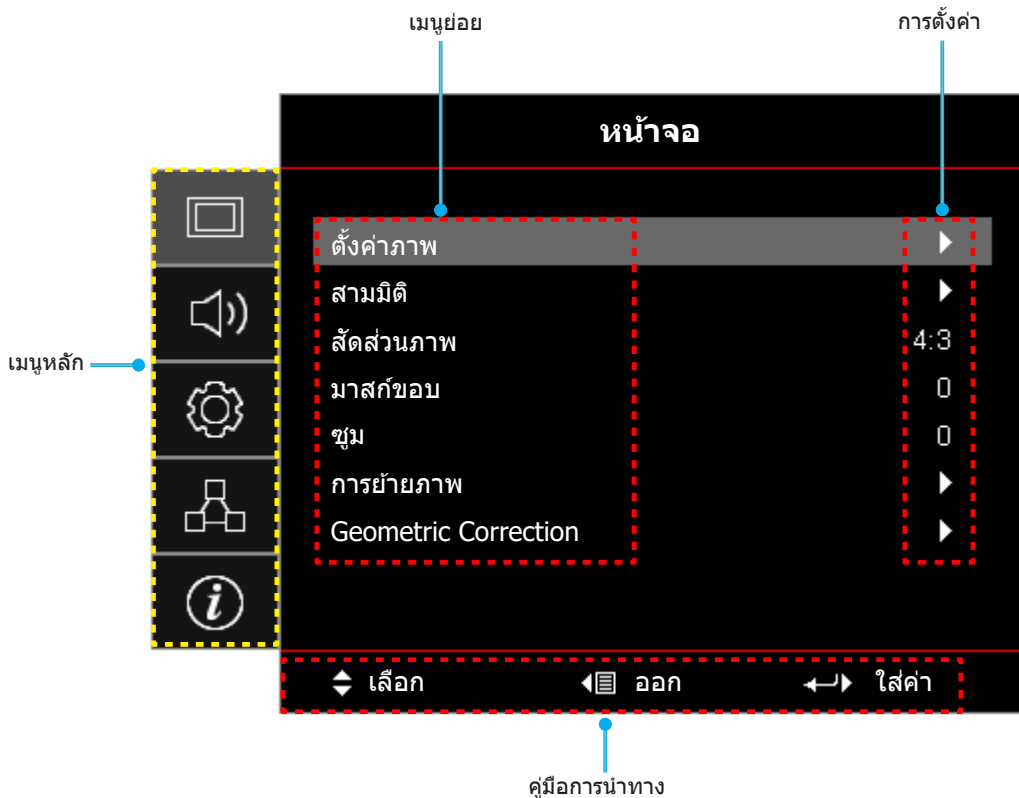 เมนูย่อย
การตั้งค่า
หน้าจอ
ตั้งค่าภาพ
สามมิติ
สัดส่วนภาพ 4:3
เมนูหลัก
มาสก์ขอบ 0
ซูม 0
การย้ายภาพ
Geometric Correction
เลือก ออก ใส่ค่า
คู่มือการนำทาง